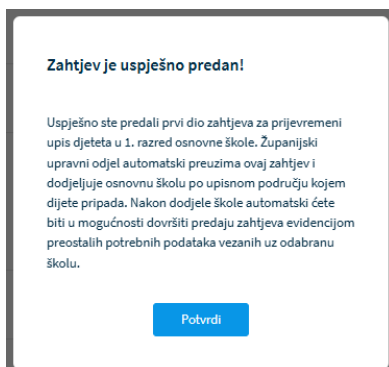 Zahtjev je uspješno predan!
Uspješno ste predali prvi dio zahtjeva za prijevremeni
upis djeteta u 1. razred osnovne škole. Županijski
upravni odjel automatski preuzima ovaj zahtjev i
dodjeljuje osnovnu školu po upisnom području kojem
dijete pripada. Nakon dodjele škole automatski ćete
biti u mogućnosti dovršiti predaju zahtjeva evidencijom
preostalih potrebnih podataka vezanih uz odabranu
školu.
Potvrdi